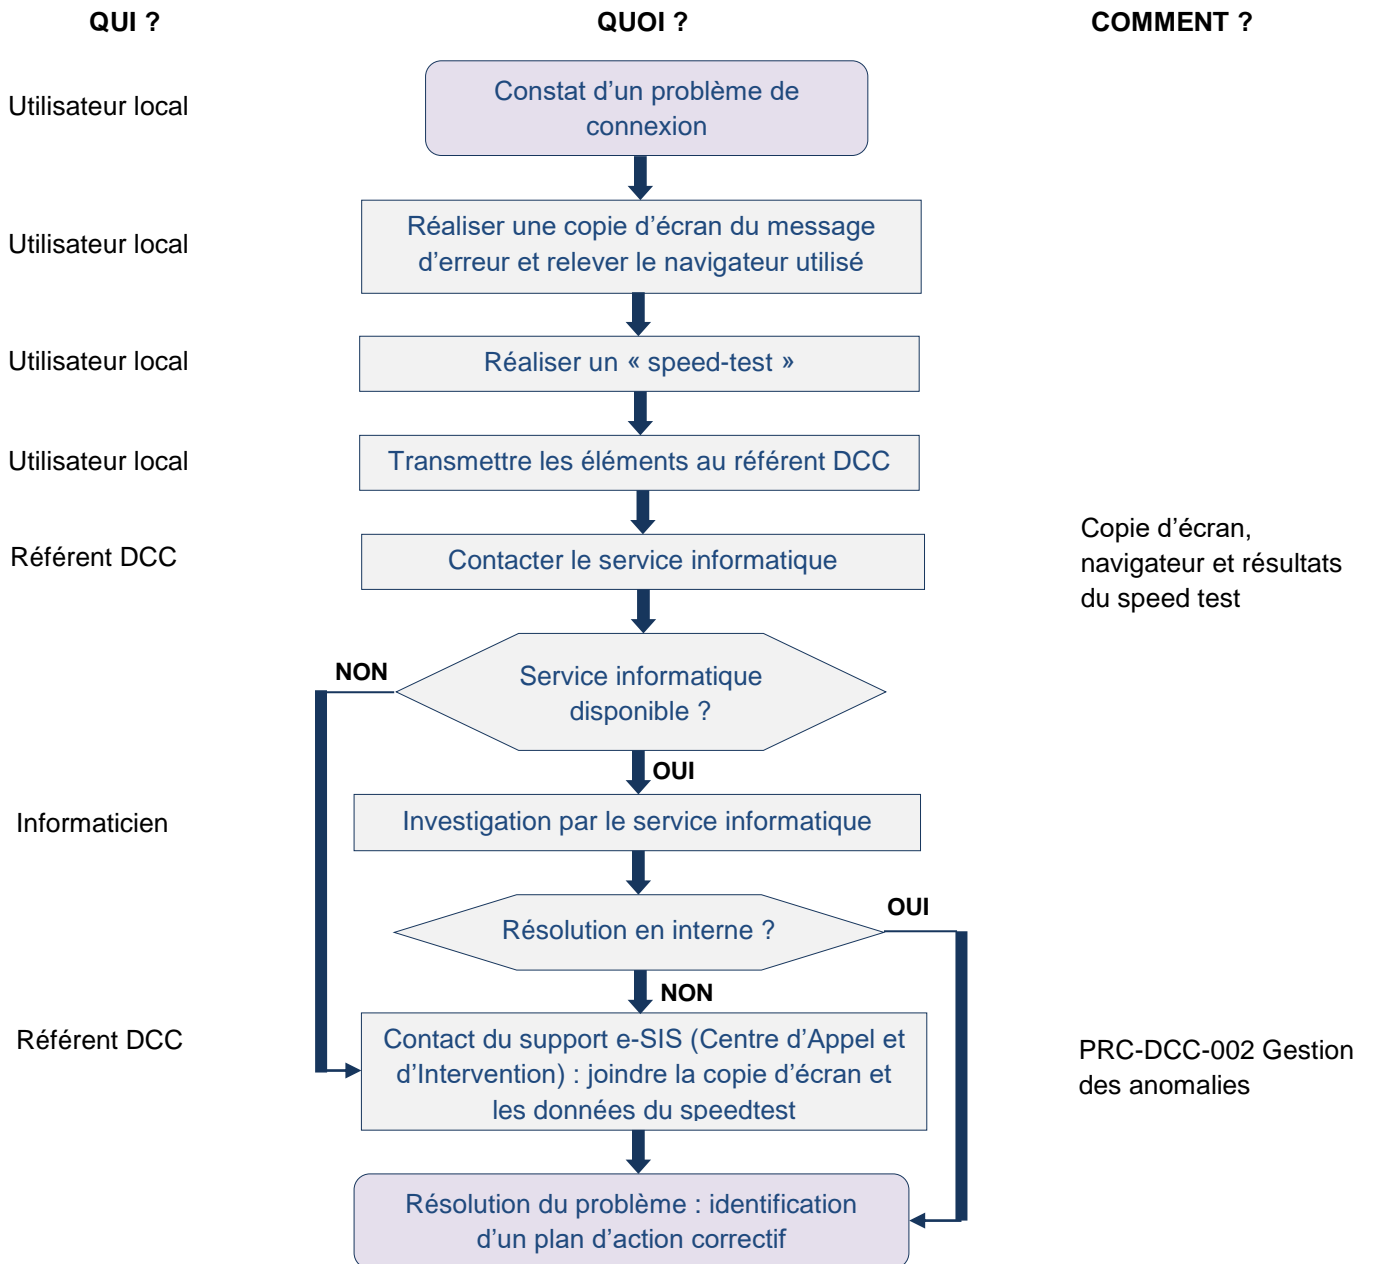 QUI ?
QUOI ?
COMMENT ?
Utilisateur local
Constat d’un problème de
connexion
Utilisateur local
Réaliser une copie d’écran du message
d’erreur et relever le navigateur utilisé
Utilisateur local
Réaliser un « speed-test »
Utilisateur local
Transmettre les éléments au référent DCC
Référent DCC
Contacter le service informatique
Copie d’écran,
navigateur et résultats
du speed test
NON
Service informatique
disponible ?
OUI
Informaticien
Investigation par le service informatique
OUI
Résolution en interne ?
NON
Référent DCC
Contact du support e-SIS (Centre d’Appel et
d’Intervention) : joindre la copie d’écran et
les données du speedtest
PRC-DCC-002 Gestion
des anomalies
Résolution du problème : identification
d’un plan d’action correctif